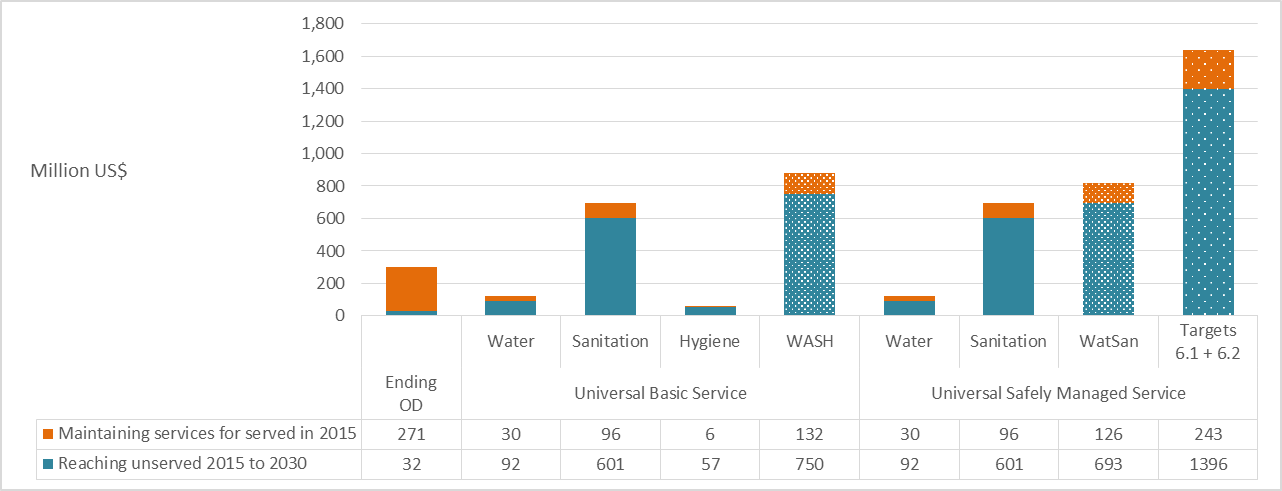 1,800
1,600
1,400
1,200
1,000
800
600
400
200
0
Million US$
Water Sanitation Hygiene WASH Water Sanitation WatSan Targets
6.1 + 6.2
Ending
OD
Universal Basic Service Universal Safely Managed Service
Maintaining services for served in 2015 271 30 96 6 132 30 96 126 243
Reaching unserved 2015 to 2030 32 92 601 57 750 92 601 693 1396